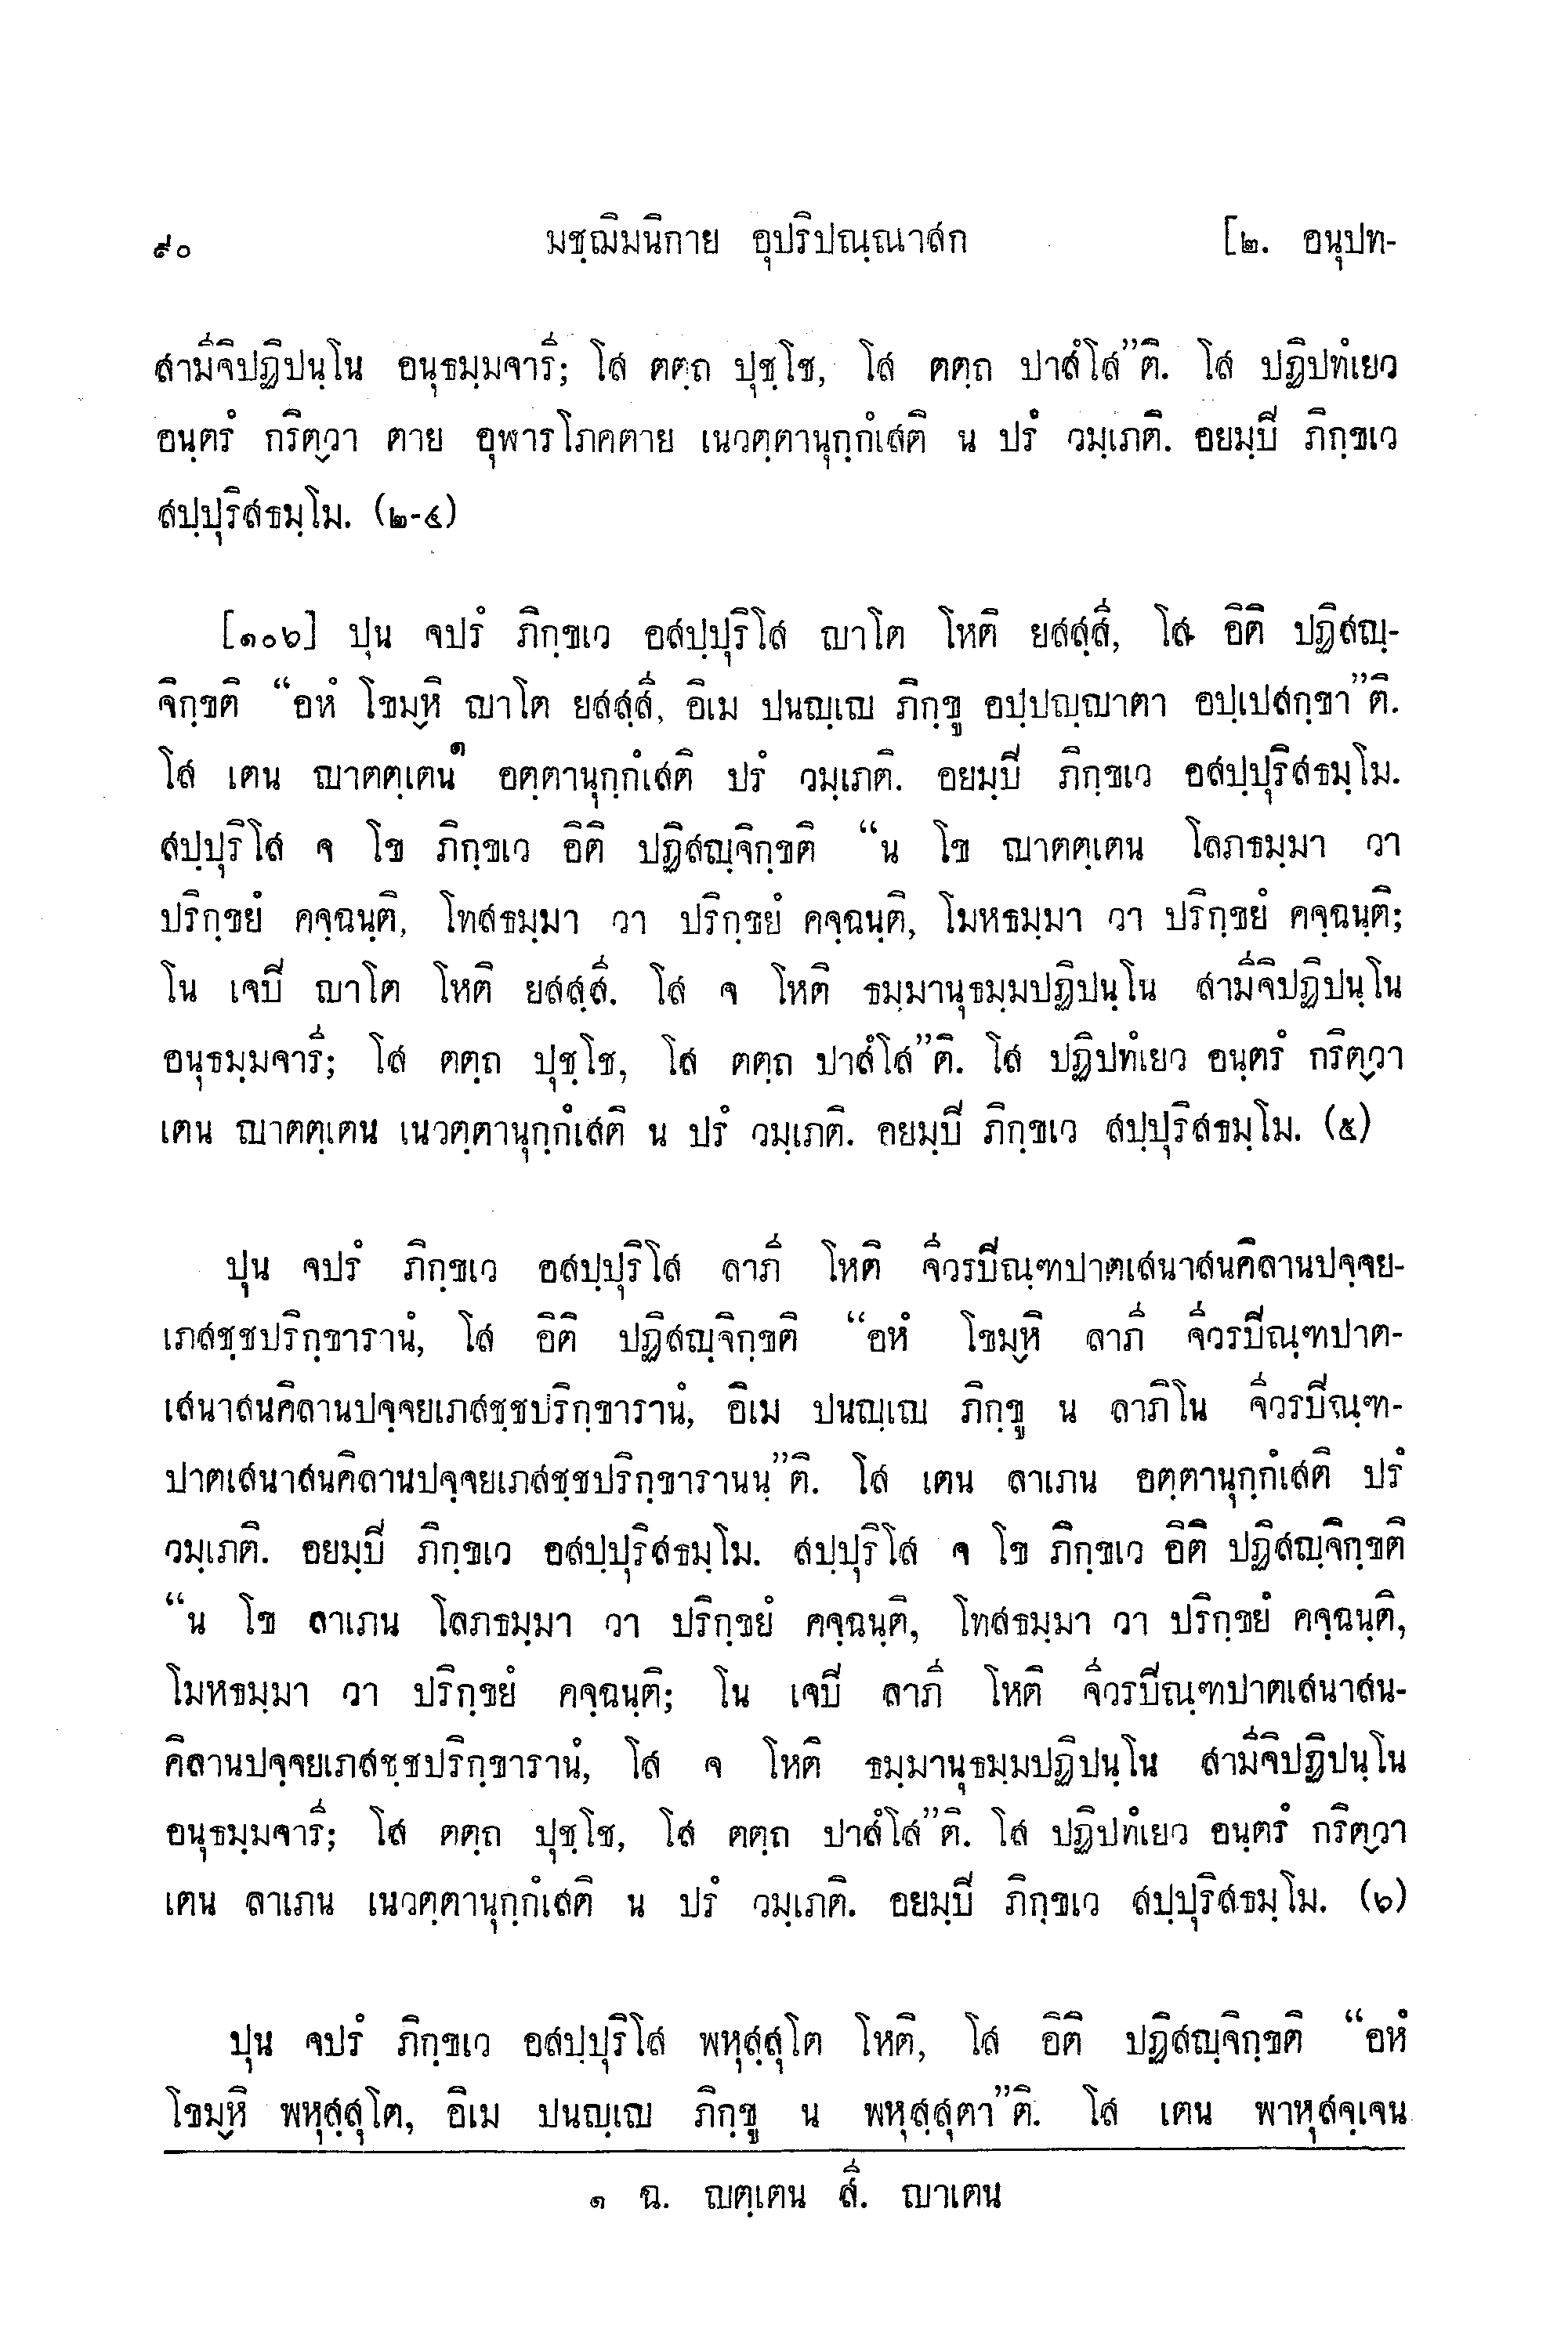 ๙๐ มชฺฌิมนิกาย อุปริปณฺณาสก [๒. อนุปท-
สามีจิปฏิปนฺโน อนุธมฺมจารี; โส ตตฺถ ปุชฺโช, โส ตตฺถ ปาสํโส”ติ. โส ปฏิปทํเยว
อนฺตรํ กริตฺวา ตาย อุฬารโภคตาย เนวตฺตานุกฺกํเสติ น ปรํ วมฺเภติ. อยมฺปิ ภิกฺขเว
สปฺปุริสธมฺโม. (๒-๔)
[๑๐๖] ปุน จปรํ ภิกฺขเว อสปฺปุริโส ญาโต โหติ ยสสฺสี, โส อิติ ปฏิสญฺ-
จิกฺขติ “อหํ โขมฺหิ ญาโต ยสสฺสี, อิเม ปนญฺเญ ภิกฺขู อปฺปญฺญาตา อปฺเปสกฺขา”ติ.
โส เตน ญาตตฺเตน๑ อตฺตานุกฺกํเสติ ปรํ วมฺเภติ. อยมฺปิ ภิกฺขเว อสปฺปุริสธมฺโม.
สปฺปุริโส จ โข ภิกฺขเว อิติ ปฏิสญฺจิกฺขติ “น โข ญาตตฺเตน โลภธมฺมา วา
ปริกฺขยํ คจฺฉนฺติ, โทสธมฺมา วา ปริกฺขยํ คจฺฉนฺติ, โมหธมฺมา วา ปริกฺขยํ คจฺฉนฺติ;
โน เจปิ ญาโต โหติ ยสสฺสี. โส จ โหติ ธมฺมานุธมฺมปฏิปนฺโน สามีจิปฏิปนฺโน
อนุธมฺมจารี; โส ตตฺถ ปุชฺโช, โส ตตฺถ ปาสํโส”ติ. โส ปฏิปทํเยว อนฺตรํ กริตฺวา
เตน ญาตตฺเตน เนวตฺตานุกฺกํเสติ น ปรํ วมฺเภติ. อยมฺปิ ภิกฺขเว สปฺปุริสธมฺโม. (๕)
ปุน จปรํ ภิกฺขเว อสปฺปุริโส ลาภี โหติ จีวรปิณฺฑปาตเสนาสนคิลานปจฺจย-
เภสชฺชปริกฺขารานํ, โส อิติ ปฏิสญฺจิกฺขติ “อหํ โขมฺหิ ลาภี จีวรปิณฺฑปาต-
เสนาสนคิลานปจฺจยเภสชฺชปริกฺขารานํ, อิเม ปนญฺเญ ภิกฺขู น ลาภิโน จีวรปิณฺฑ-
ปาตเสนาสนคิลานปจฺจยเภสชฺชปริกฺขารานนฺ”ติ. โส เตน ลาเภน อตฺตานุกฺกํเสติ ปรํ
วมฺเภติ. อยมฺปิ ภิกฺขเว อสปฺปุริสธมฺโม. สปฺปุริโส จ โข ภิกฺขเว อิติ ปฏิสญฺจิกฺขติ
“น โข ลาเภน โลภธมฺมา วา ปริกฺขยํ คจฺฉนฺติ, โทสธมฺมา วา ปริกฺขยํ คจฺฉนฺติ,
โมหธมฺมา วา ปริกฺขยํ คจฺฉนฺติ; โน เจปิ ลาภี โหติ จีวรปิณฺฑปาตเสนาสน-
คิลานปจฺจยเภสชฺชปริกฺขารานํ, โส จ โหติ ธมฺมานุธมฺมปฏิปนฺโน สามีจิปฏิปนฺโน
อนุธมฺมจารี; โส ตตฺถ ปุชฺโช, โส ตตฺถ ปาสํโส”ติ. โส ปฏิปทํเยว อนฺตรํ กริตฺวา
เตน ลาเภน เนวตฺตานุกฺกํเสติ น ปรํ วมฺเภติ. อยมฺปิ ภิกฺขเว สปฺปุริสธมฺโม. (๖)
ปุน จปรํ ภิกฺขเว อสปฺปุริโส พหุสฺสุโต โหติ, โส อิติ ปฏิสญฺจิกฺขติ “อหํ
โขมฺหิ พหุสฺสุโต, อิเม ปนญฺเญ ภิกฺขู น พหุสฺสุตา”ติ. โส เตน พาหุสจฺเจน
๑ ฉ. ญตฺเตน สี. ญาเตน